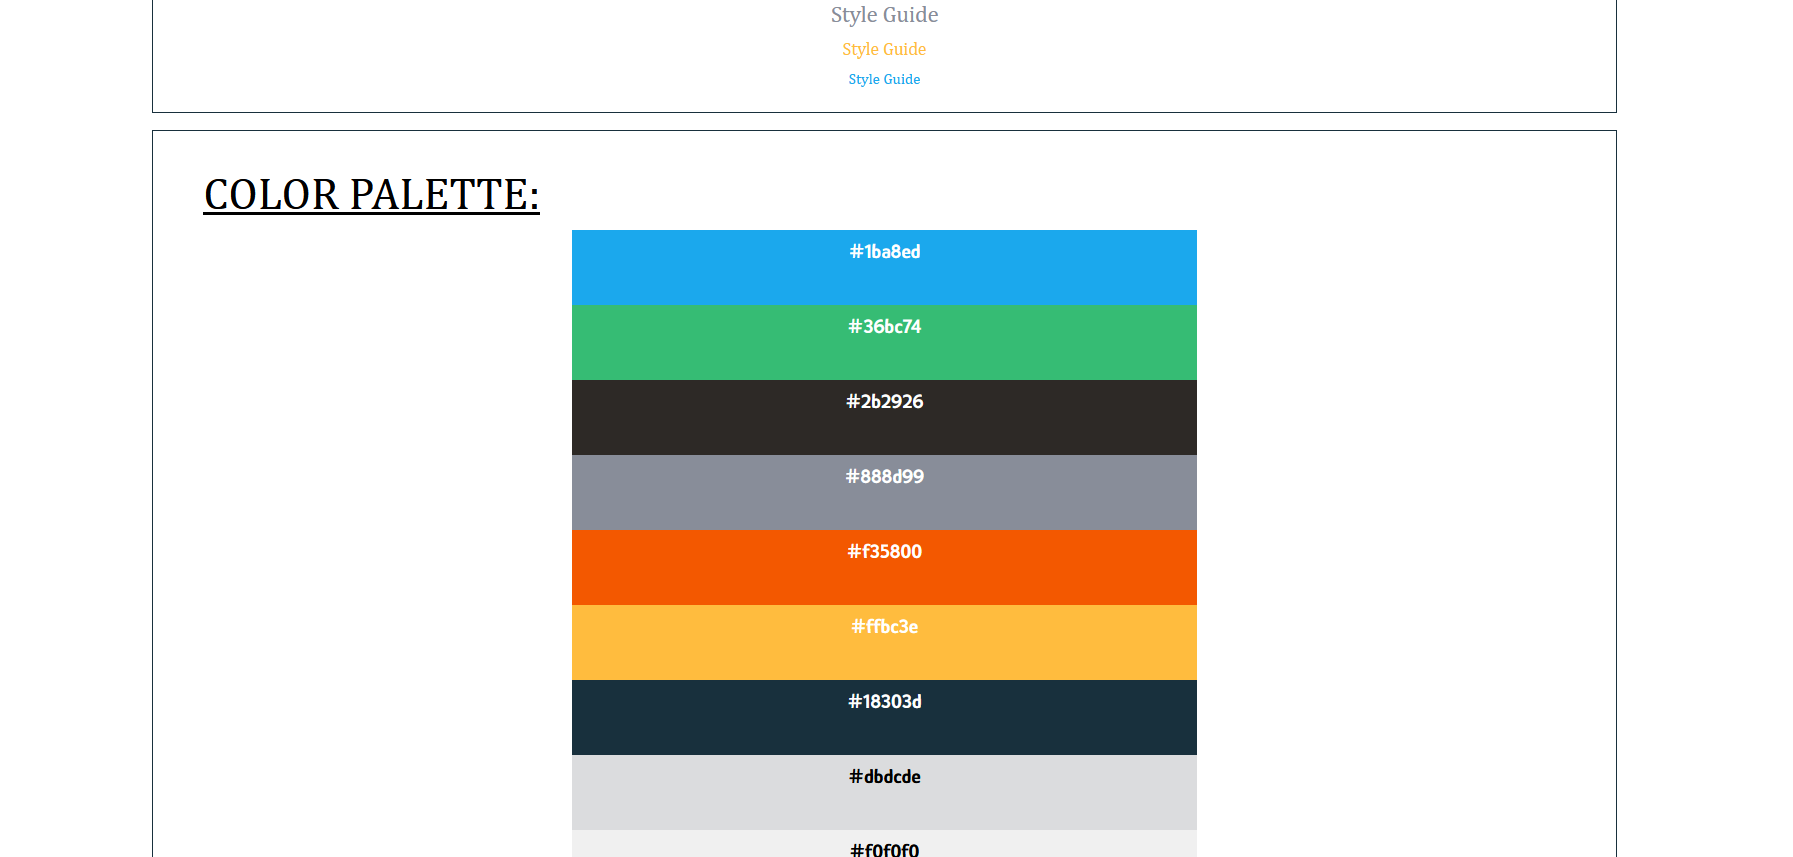 Style Guide
Style Guide
Style Guide
COLOR PALETTE:
#1ba8ed
#36bc74
#2b2926
#888d99
#f35800
#ffbc3e
#18303d
#dbdcde
#f0f0f0